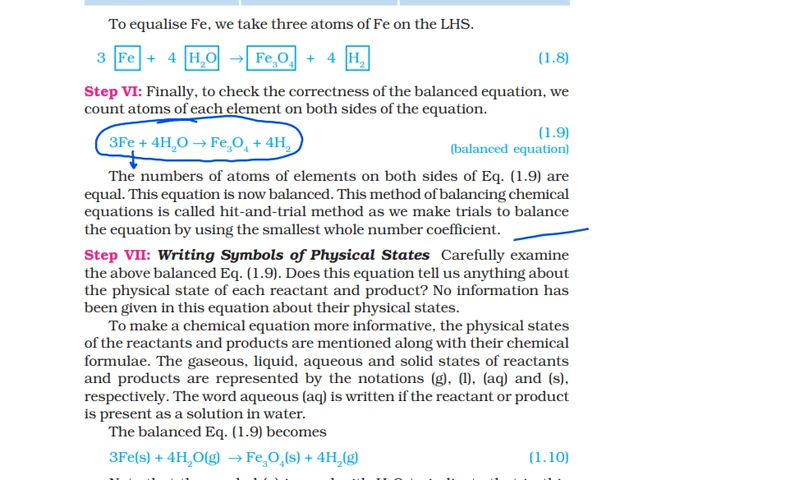 To equalise Fe, we take three atoms of Fe on the LHS.
3 Fe + 4 H₂O → Fe₃O₄ + 4 H₂ (1.8)
Step VI: Finally, to check the correctness of the balanced equation, we
count atoms of each element on both sides of the equation.
3Fe + 4H₂O → Fe₃O₄ + 4H₂ (1.9)
(balanced equation)
The numbers of atoms of elements on both sides of Eq. (1.9) are
equal. This equation is now balanced. This method of balancing chemical
equations is called hit-and-trial method as we make trials to balance
the equation by using the smallest whole number coefficient.
Step VII: Writing Symbols of Physical States Carefully examine
the above balanced Eq. (1.9). Does this equation tell us anything about
the physical state of each reactant and product? No information has
been given in this equation about their physical states.
To make a chemical equation more informative, the physical states
of the reactants and products are mentioned along with their chemical
formulae. The gaseous, liquid, aqueous and solid states of reactants
and products are represented by the notations (g), (l), (aq) and (s),
respectively. The word aqueous (aq) is written if the reactant or product
is present as a solution in water.
The balanced Eq. (1.9) becomes
3Fe(s) + 4H₂O(g) → Fe₃O₄(s) + 4H₂(g) (1.10)